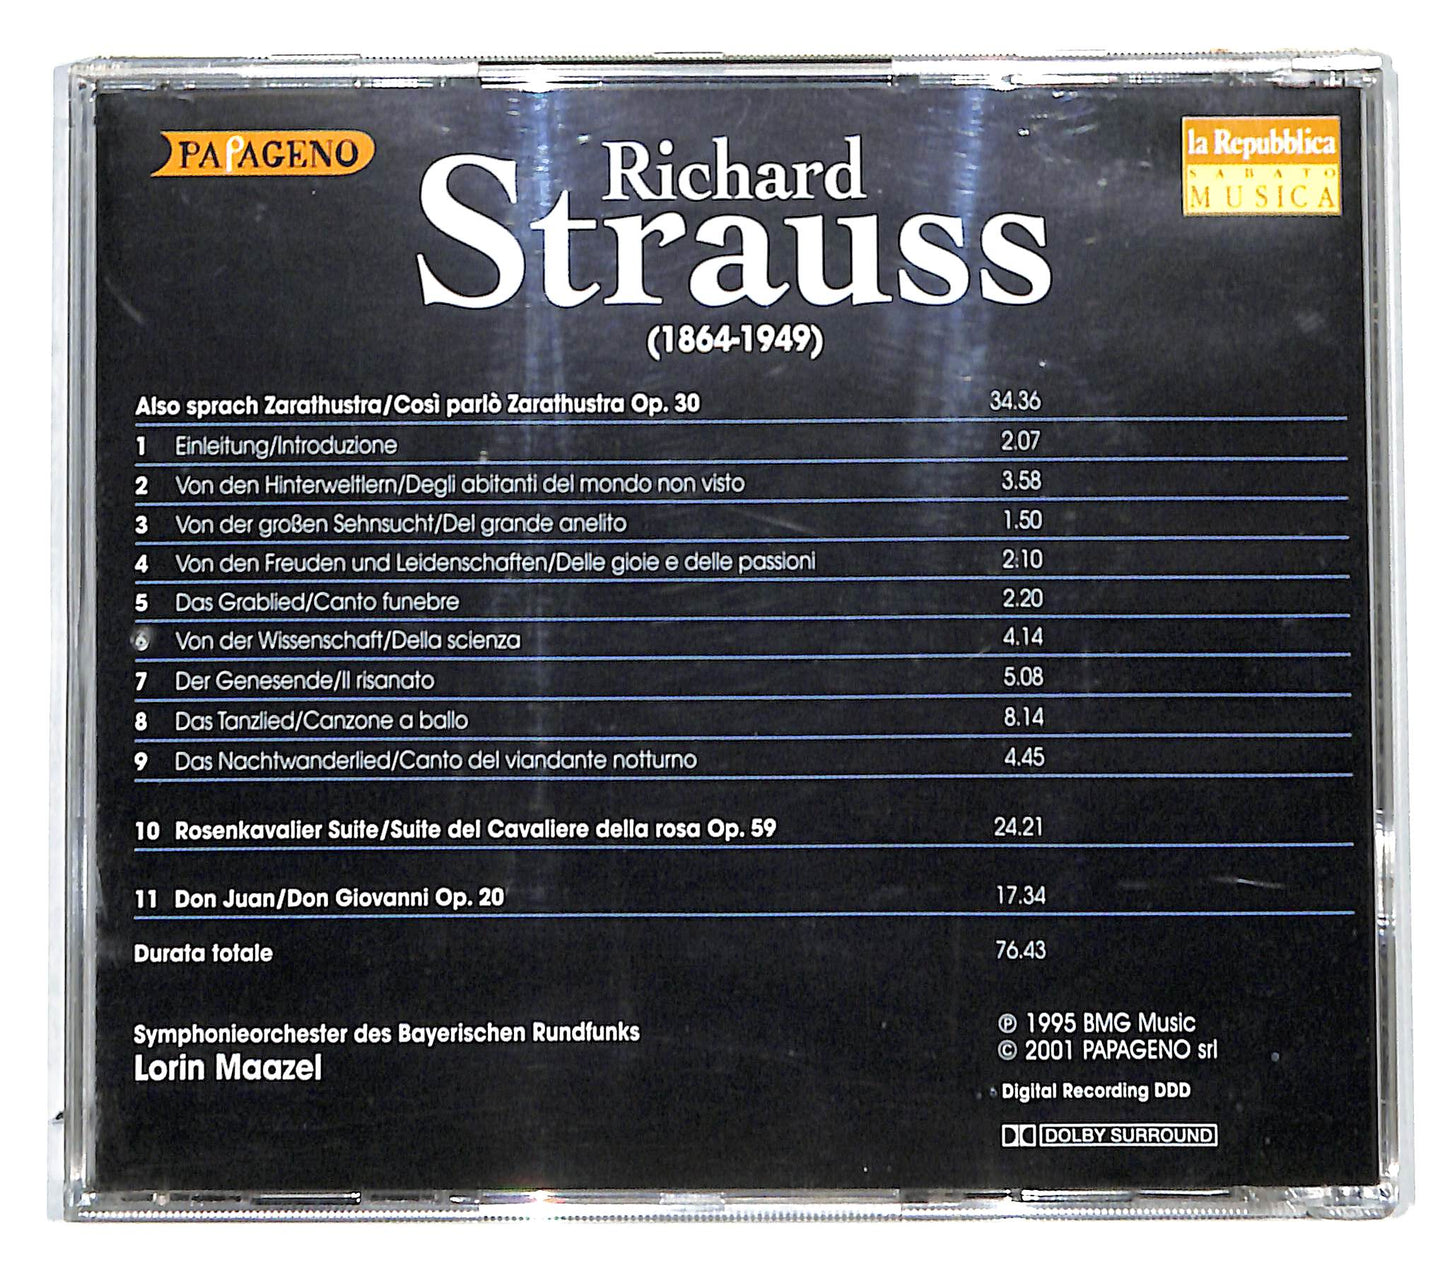 PAPAGENO
la Repubblica
SABATO
MUSICA
Richard
Strauss
(1864-1949)
Also sprach Zarathustra/Così parlò Zarathustra Op. 30 34.36
1 Einleitung/Introduzione 2.07
2 Von den Hinterweltlern/Degli abitanti del mondo non visto 3.58
3 Von der großen Sehnsucht/Del grande anelito 1.50
4 Von den Freuden und Leidenschaften/Delle gioie e delle passioni 2.10
5 Das Grablied/Canto funebre 2.20
6 Von der Wissenschaft/Della scienza 4.14
7 Der Genesende/Il risanato 5.08
8 Das Tanzlied/Canzone a ballo 8.14
9 Das Nachtwanderlied/Canto del viandante notturno 4.45
10 Rosenkavalier Suite/Suite del Cavaliere della rosa Op. 59 24.21
11 Don Juan/Don Giovanni Op. 20 17.34
Durata totale 76.43
Symphonieorchester des Bayerischen Rundfunks
Lorin Maazel
℗ 1995 BMG Music
© 2001 PAPAGENO srl
Digital Recording DDD
DOLBY SURROUND